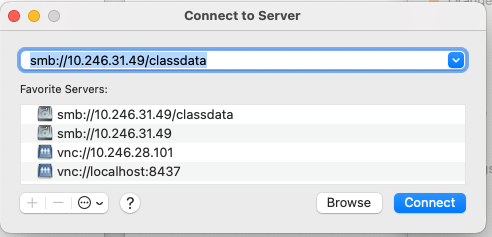 Connect to Server
smb://10.246.31.49/classdata
Favorite Servers:
smb://10.246.31.49/classdata
smb://10.246.31.49
vnc://10.246.28.101
vnc://localhost:8437
?
Browse
Connect